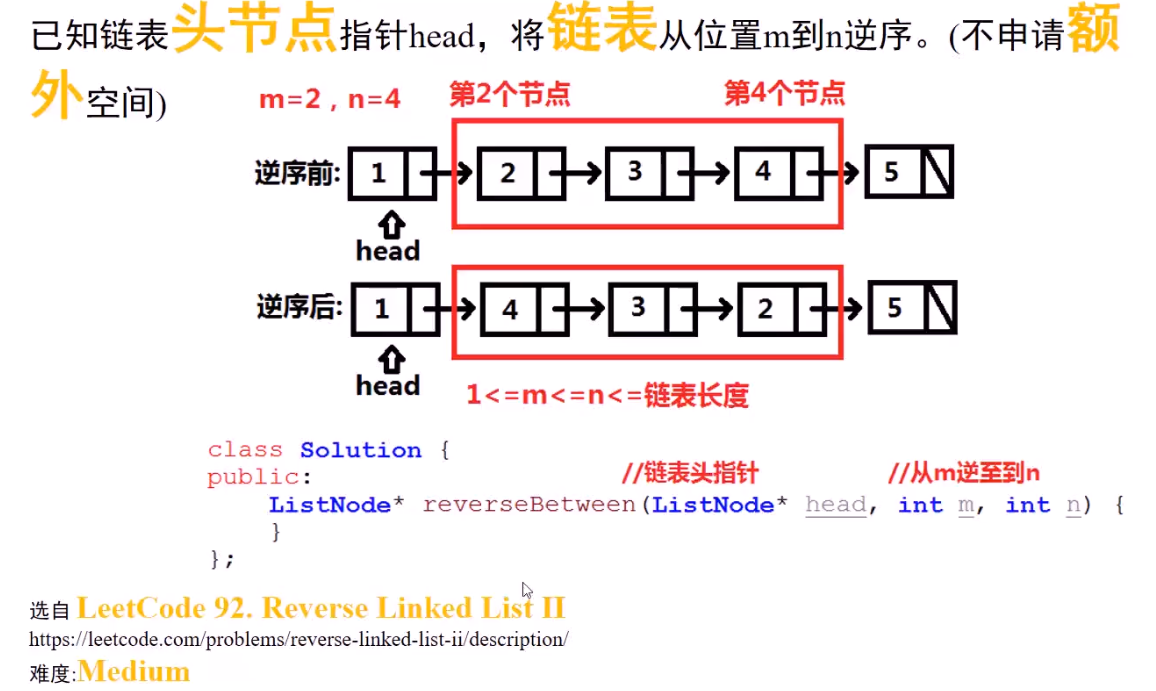 已知链表头节点指针head，将链表从位置m到n逆序。(不申请额
外空间)
m=2，n=4 第2个节点 第4个节点
逆序前: 1 2 3 4 5
head
逆序后: 1 4 3 2 5
head
1<=m<=n<=链表长度
class Solution {
public: //链表头指针 //从m逆至到n
ListNode* reverseBetween(ListNode* head, int m, int n) {
}
};
选自 LeetCode 92. Reverse Linked List II
https://leetcode.com/problems/reverse-linked-list-ii/description/
难度:Medium